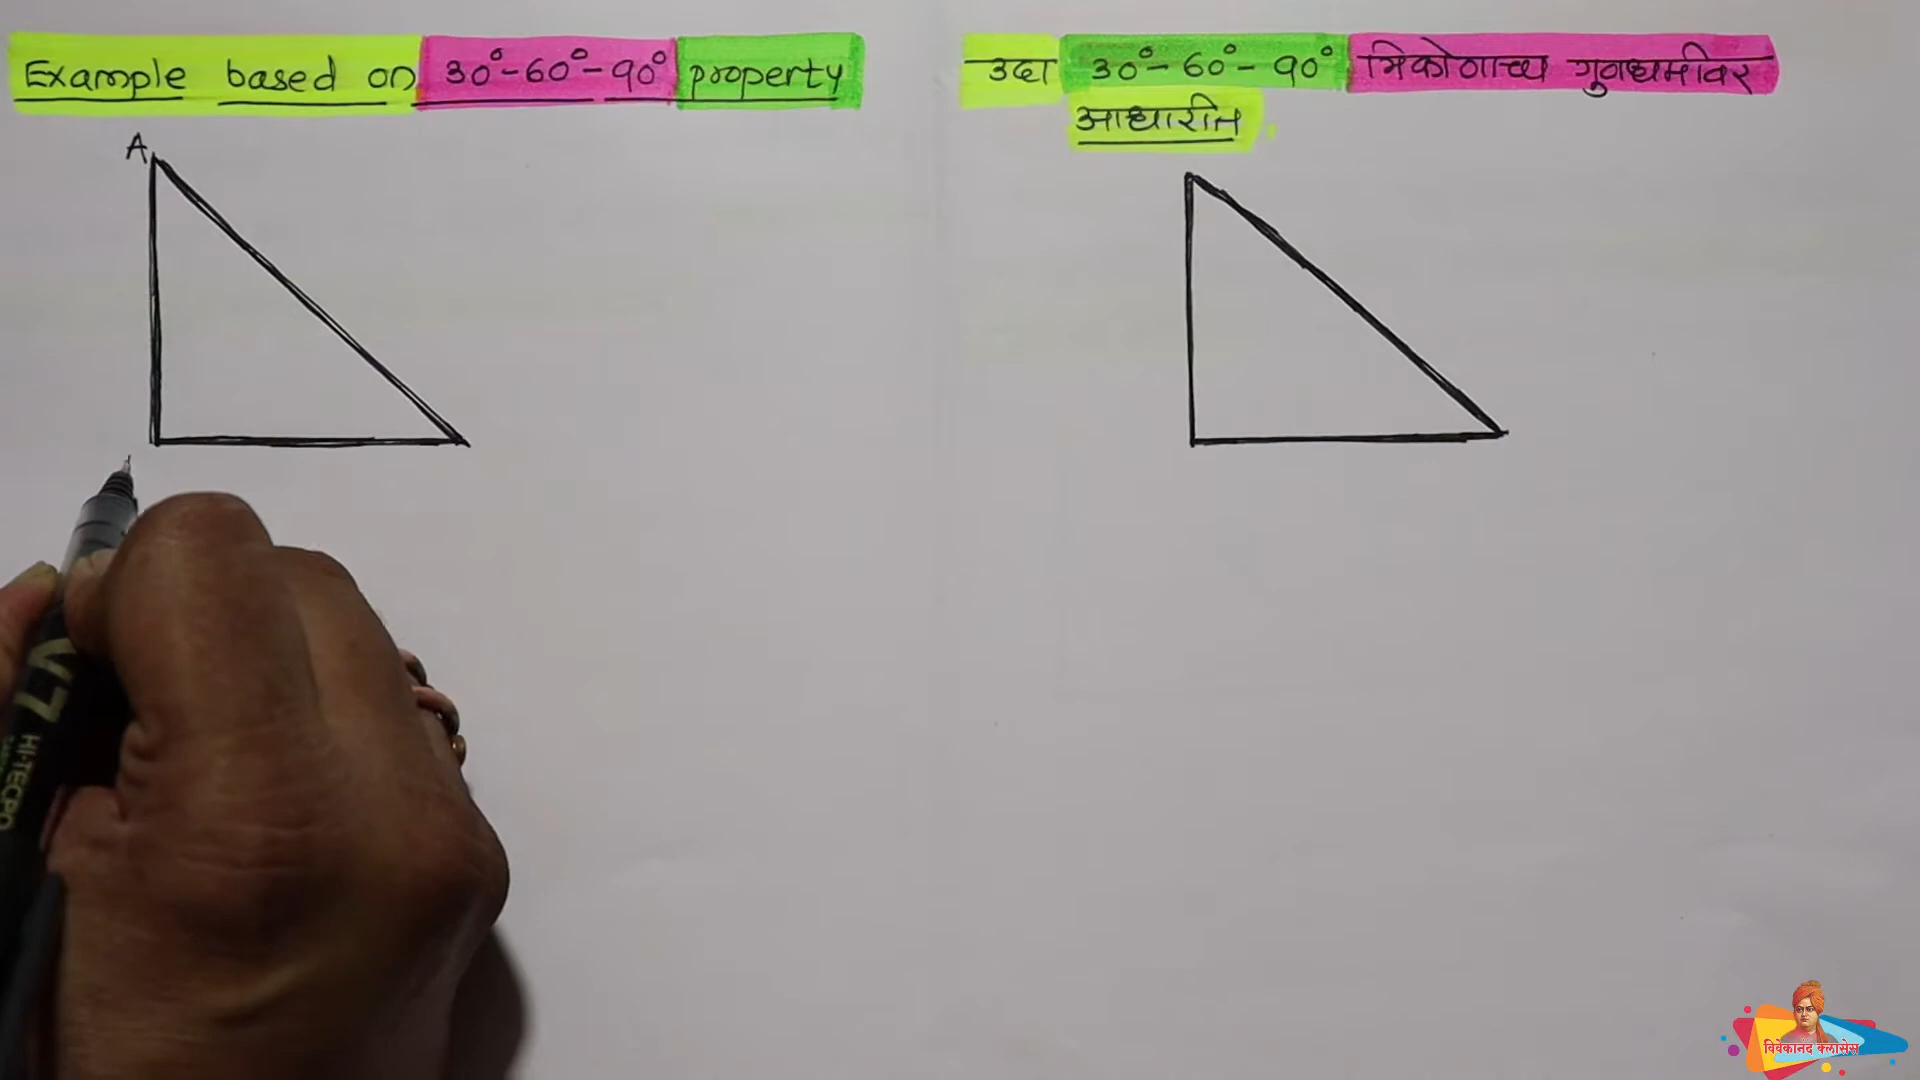 Example based on 30°-60°-90° property
उदा 30°-60°-90° त्रिकोणाच्य गुणधर्मावर
आधारीत
A
V7
HI-TECPO
विवेकानंद क्लासेस